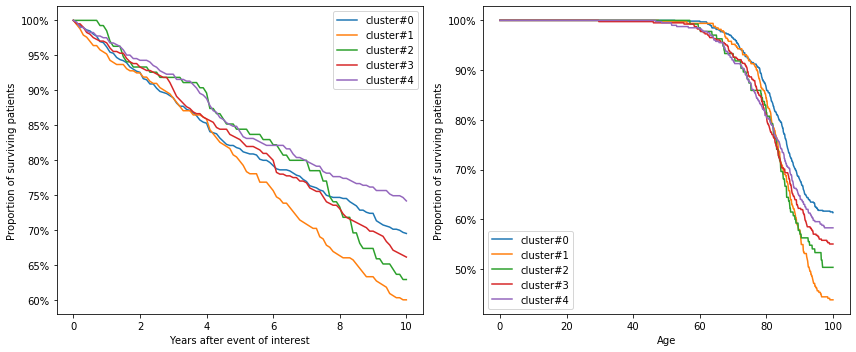 100%
95%
90%
85%
80%
75%
70%
65%
60%
Proportion of surviving patients
0
2
4
6
8
10
Years after event of interest
cluster#0
cluster#1
cluster#2
cluster#3
cluster#4
100%
90%
80%
70%
60%
50%
Proportion of surviving patients
cluster#0
cluster#1
cluster#2
cluster#3
cluster#4
0
20
40
60
80
100
Age